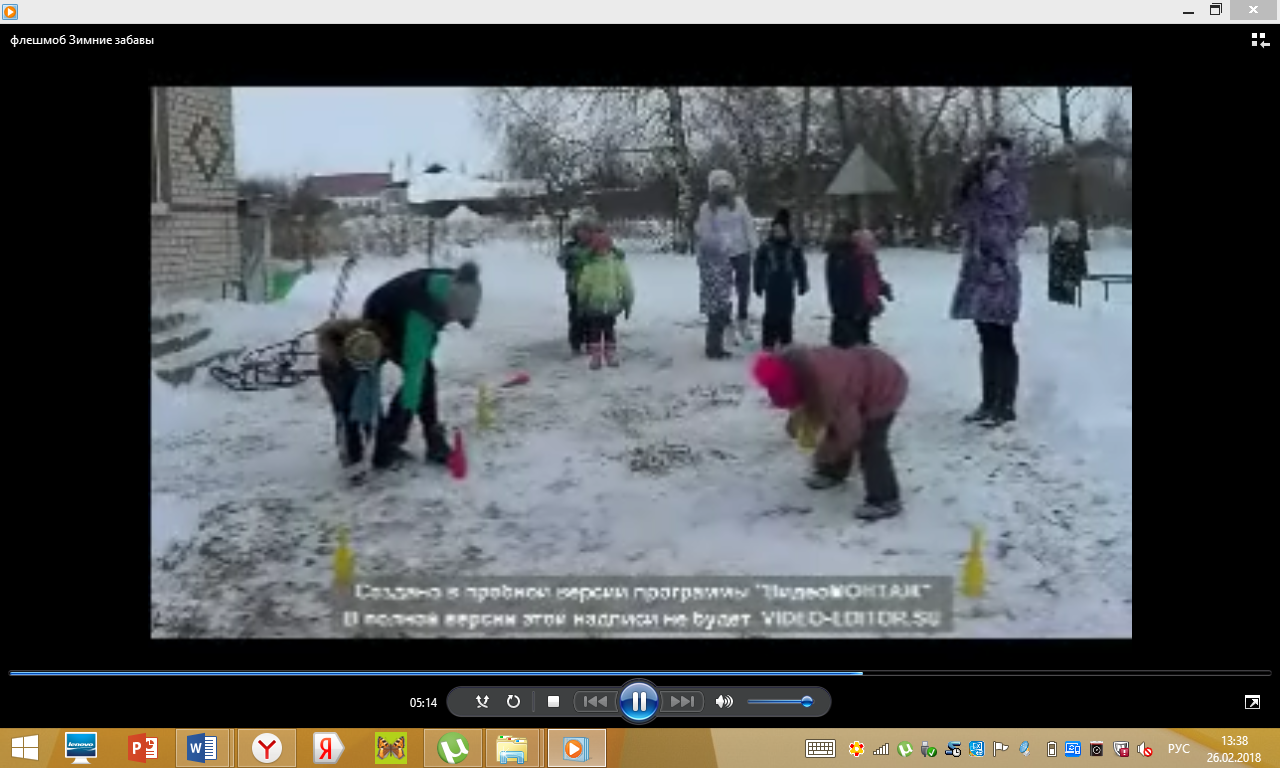 флешмоб Зимние забавы
Создано в пробной версии программы "ВидеоМОНТАЖ"
В полной версии этой надписи не будет. VIDEO-EDITOR.SU
05:14
lenovo
РУС
13:38
26.02.2018